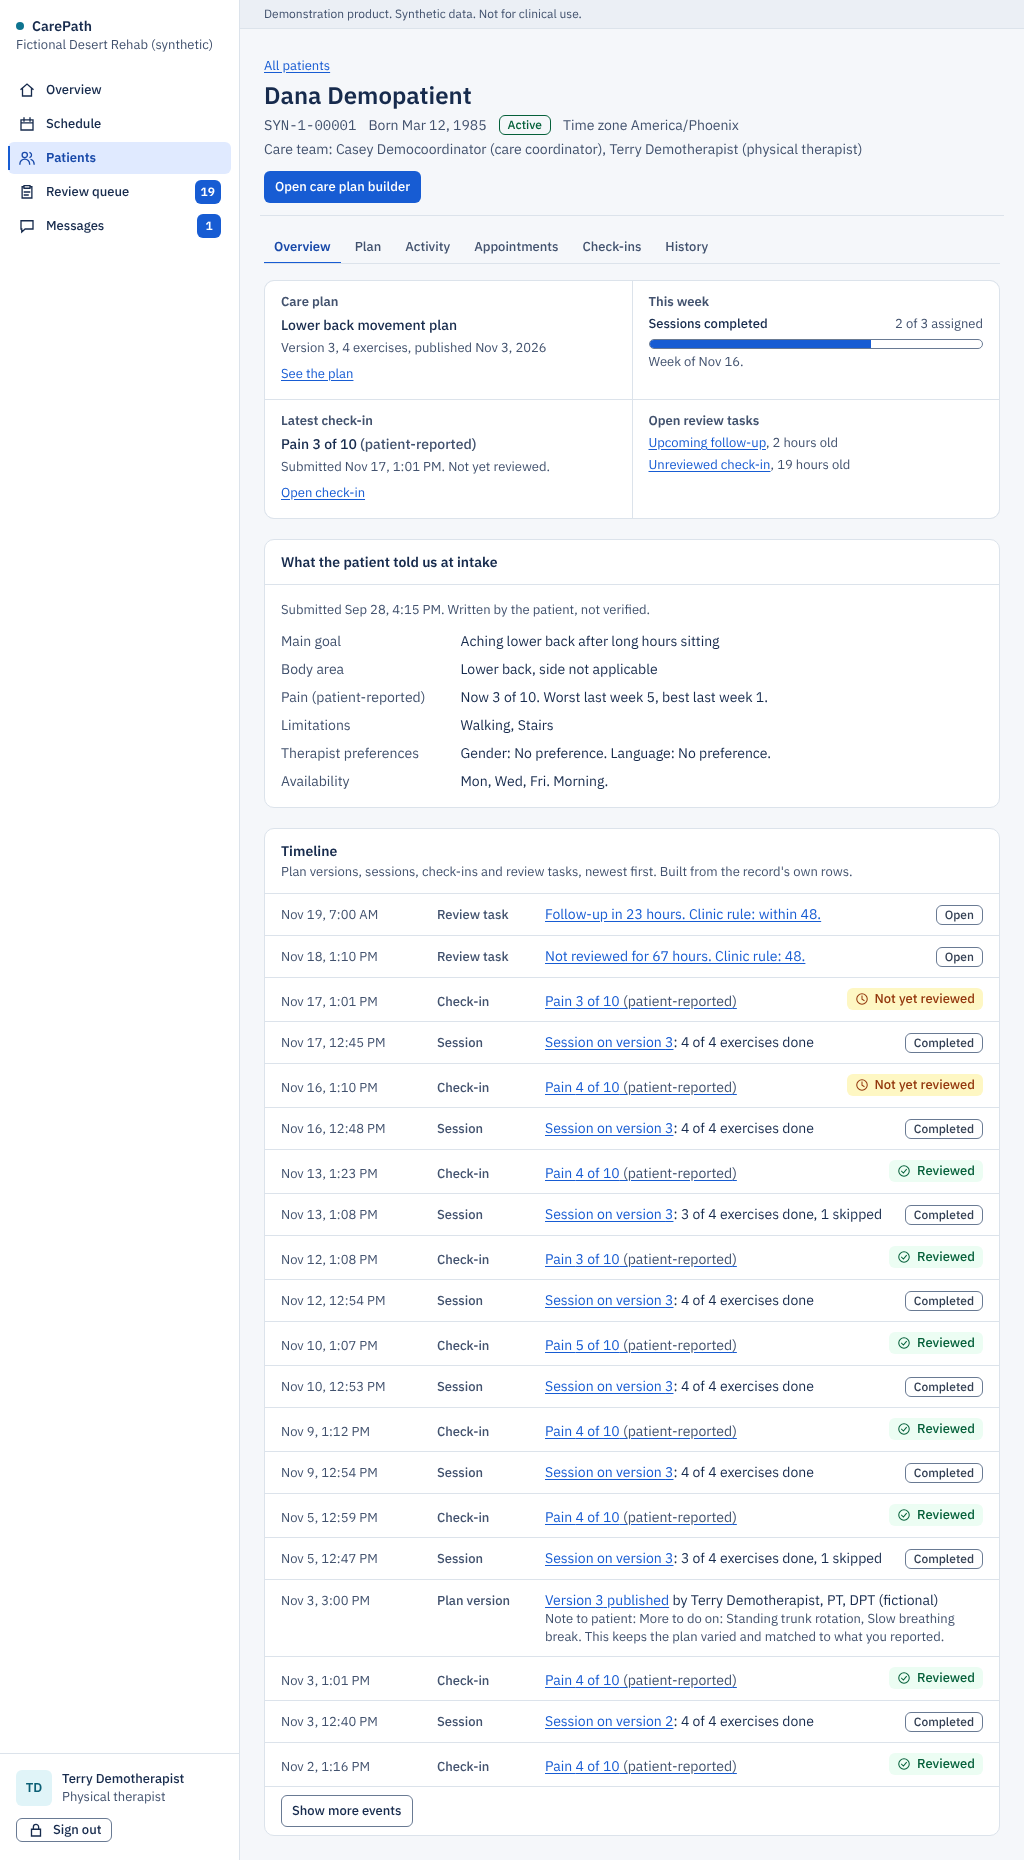 CarePath
Fictional Desert Rehab (synthetic)
Overview
Schedule
Patients
Review queue 19
Messages 1
Terry Demotherapist
TD
Physical therapist
Sign out
Demonstration product. Synthetic data. Not for clinical use.
All patients
Dana Demopatient
SYN-1-00001 Born Mar 12, 1985 Active Time zone America/Phoenix
Care team: Casey Democoordinator (care coordinator), Terry Demotherapist (physical therapist)
Open care plan builder
Overview Plan Activity Appointments Check-ins History
Care plan
Lower back movement plan
Version 3, 4 exercises, published Nov 3, 2026
See the plan
This week
Sessions completed 2 of 3 assigned
Week of Nov 16.
Latest check-in
Pain 3 of 10 (patient-reported)
Submitted Nov 17, 1:01 PM. Not yet reviewed.
Open check-in
Open review tasks
Upcoming follow-up, 2 hours old
Unreviewed check-in, 19 hours old
What the patient told us at intake
Submitted Sep 28, 4:15 PM. Written by the patient, not verified.
Main goal Aching lower back after long hours sitting
Body area Lower back, side not applicable
Pain (patient-reported) Now 3 of 10. Worst last week 5, best last week 1.
Limitations Walking, Stairs
Therapist preferences Gender: No preference. Language: No preference.
Availability Mon, Wed, Fri. Morning.
Timeline
Plan versions, sessions, check-ins and review tasks, newest first. Built from the record's own rows.
Nov 19, 7:00 AM Review task Follow-up in 23 hours. Clinic rule: within 48. Open
Nov 18, 1:10 PM Review task Not reviewed for 67 hours. Clinic rule: 48. Open
Nov 17, 1:01 PM Check-in Pain 3 of 10 (patient-reported) Not yet reviewed
Nov 17, 12:45 PM Session Session on version 3: 4 of 4 exercises done Completed
Nov 16, 1:10 PM Check-in Pain 4 of 10 (patient-reported) Not yet reviewed
Nov 16, 12:48 PM Session Session on version 3: 4 of 4 exercises done Completed
Nov 13, 1:23 PM Check-in Pain 4 of 10 (patient-reported) Reviewed
Nov 13, 1:08 PM Session Session on version 3: 3 of 4 exercises done, 1 skipped Completed
Nov 12, 1:08 PM Check-in Pain 3 of 10 (patient-reported) Reviewed
Nov 12, 12:54 PM Session Session on version 3: 4 of 4 exercises done Completed
Nov 10, 1:07 PM Check-in Pain 5 of 10 (patient-reported) Reviewed
Nov 10, 12:53 PM Session Session on version 3: 4 of 4 exercises done Completed
Nov 9, 1:12 PM Check-in Pain 4 of 10 (patient-reported) Reviewed
Nov 9, 12:54 PM Session Session on version 3: 4 of 4 exercises done Completed
Nov 5, 12:59 PM Check-in Pain 4 of 10 (patient-reported) Reviewed
Nov 5, 12:47 PM Session Session on version 3: 3 of 4 exercises done, 1 skipped Completed
Nov 3, 3:00 PM Plan version Version 3 published by Terry Demotherapist, PT, DPT (fictional)
Note to patient: More to do on: Standing trunk rotation, Slow breathing
break. This keeps the plan varied and matched to what you reported.
Nov 3, 1:01 PM Check-in Pain 4 of 10 (patient-reported) Reviewed
Nov 3, 12:40 PM Session Session on version 2: 4 of 4 exercises done Completed
Nov 2, 1:16 PM Check-in Pain 4 of 10 (patient-reported) Reviewed
Show more events